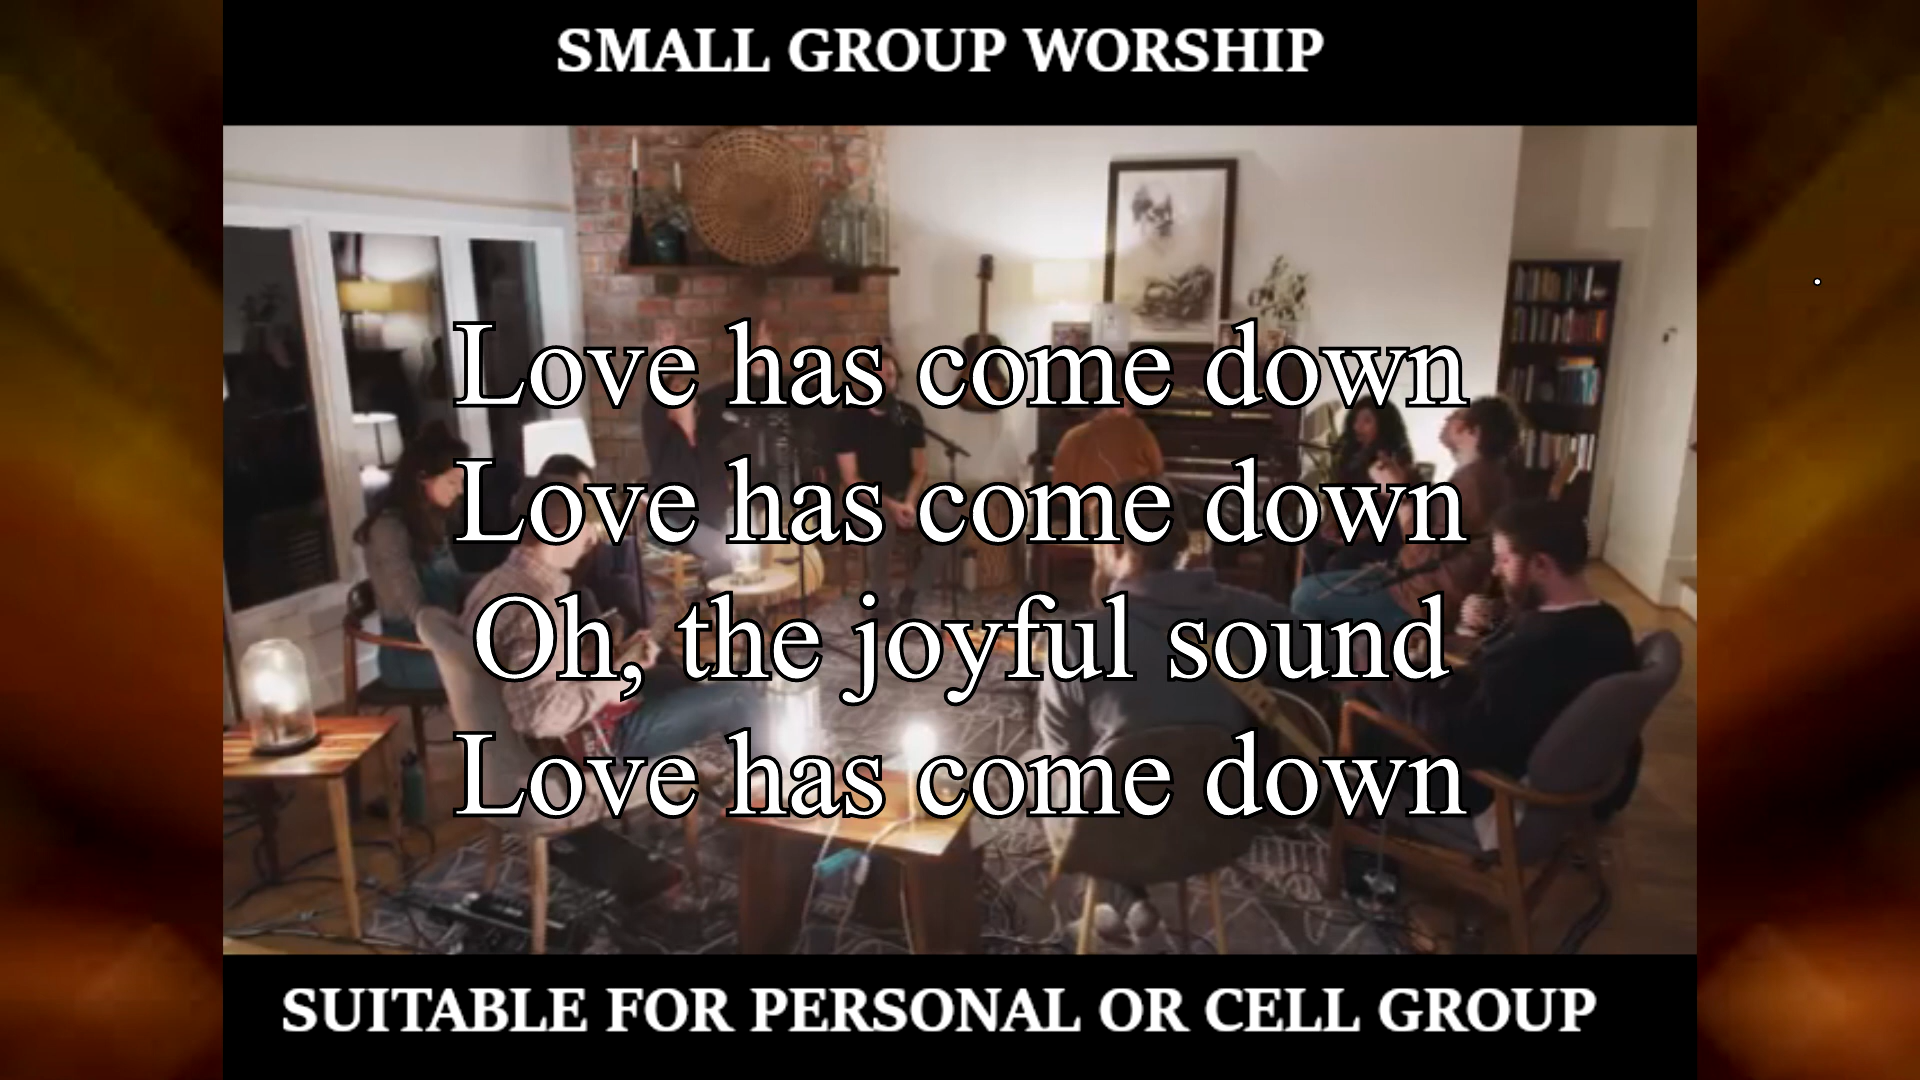 SMALL GROUP WORSHIP
Love has come down
Love has come down
Oh, the joyful sound
Love has come down
SUITABLE FOR PERSONAL OR CELL GROUP